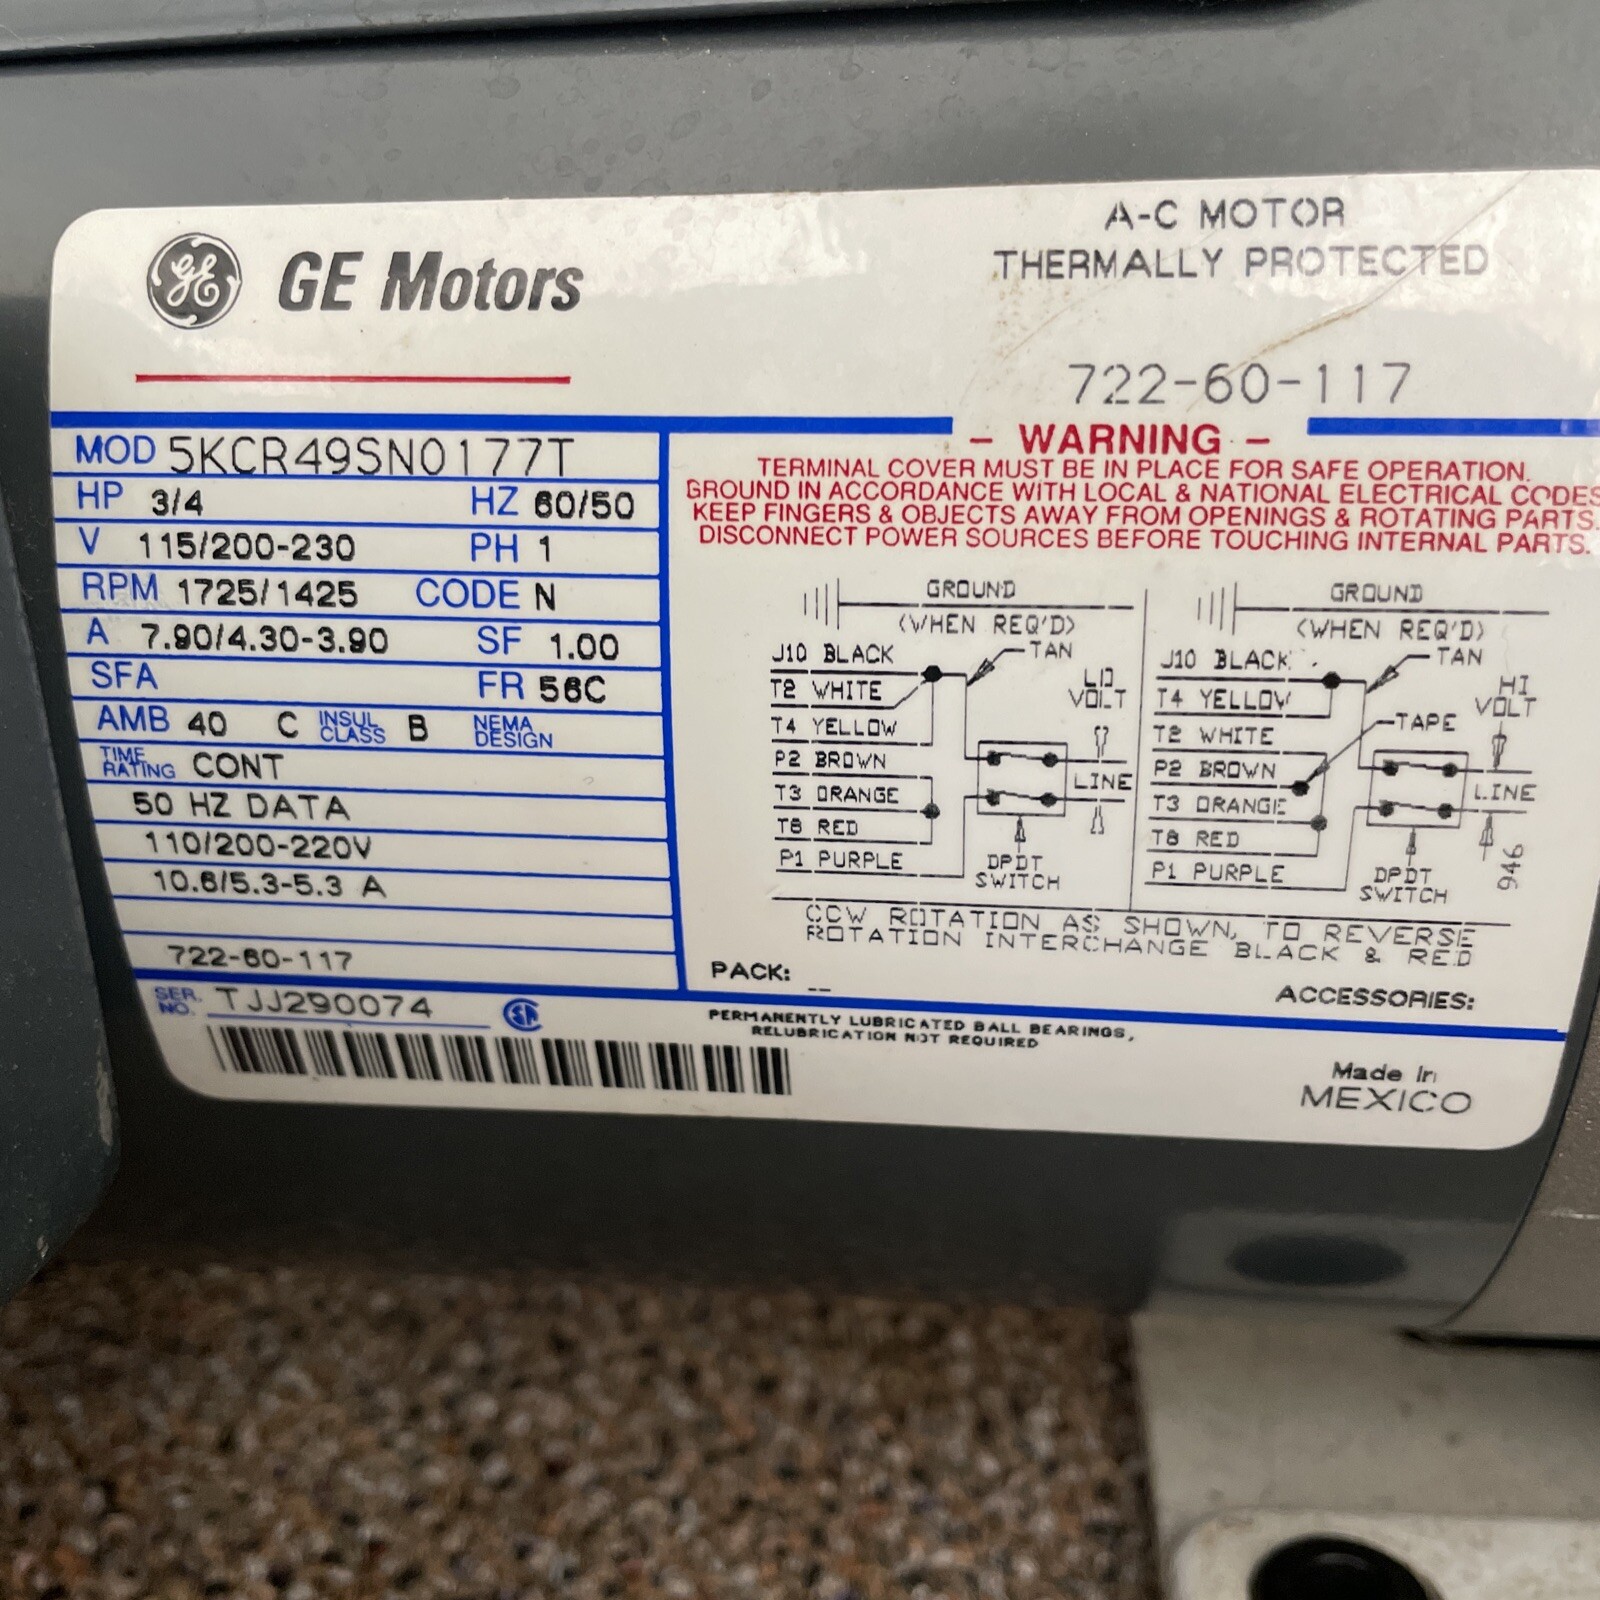 GE GE Motors
A-C MOTOR
THERMALLY PROTECTED
722-60-117
MOD 5KCR49SN0177T
HP 3/4 HZ 60/50
V 115/200-230 PH 1
RPM 1725/1425 CODE N
A 7.90/4.30-3.90 SF 1.00
SFA FR 56C
AMB 40 C INSUL CLASS B NEMA DESIGN
TIME RATING CONT
50 HZ DATA
110/200-220V
10.6/5.3-5.3 A
722-60-117
SER. NO. TJJ290074
- WARNING -
TERMINAL COVER MUST BE IN PLACE FOR SAFE OPERATION.
GROUND IN ACCORDANCE WITH LOCAL & NATIONAL ELECTRICAL CODES
KEEP FINGERS & OBJECTS AWAY FROM OPENINGS & ROTATING PARTS.
DISCONNECT POWER SOURCES BEFORE TOUCHING INTERNAL PARTS.
GROUND
(WHEN REQ'D)
J10 BLACK
TAN
T2 WHITE
LO
VOLT
T4 YELLOW
P2 BROWN
LINE
T3 ORANGE
T8 RED
P1 PURPLE
DPDT
SWITCH
GROUND
(WHEN REQ'D)
J10 BLACK
TAN
T4 YELLOW
HI
VOLT
T2 WHITE
TAPE
P2 BROWN
LINE
T3 ORANGE
T8 RED
P1 PURPLE
DPDT
SWITCH
946
CCW ROTATION AS SHOWN, TO REVERSE
ROTATION INTERCHANGE BLACK & RED
PACK: --
ACCESSORIES:
PERMANENTLY LUBRICATED BALL BEARINGS,
RELUBRICATION NOT REQUIRED
Made In
MEXICO